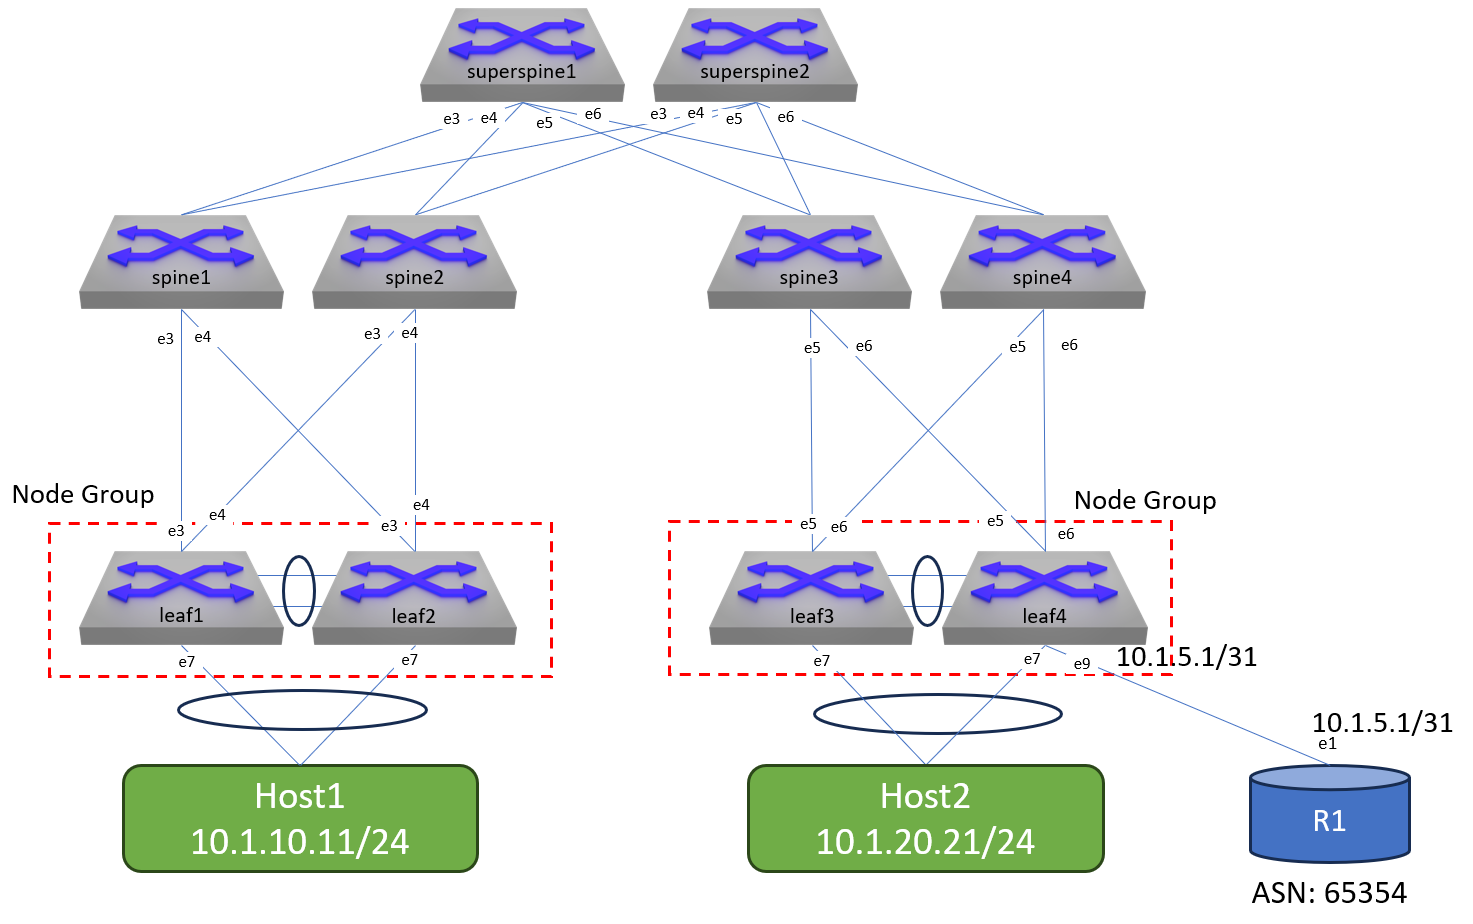 superspine1
superspine2
e3
e4
e5
e6
e3
e4
e5
e6
spine1
spine2
spine3
spine4
e3
e4
e3
e4
e5
e6
e5
e6
Node Group
Node Group
e3
e4
e3
e4
e5
e6
e5
e6
leaf1
leaf2
leaf3
leaf4
e7
e7
e7
e7
e9
10.1.5.1/31
10.1.5.1/31
e1
Host1
10.1.10.11/24
Host2
10.1.20.21/24
R1
ASN: 65354